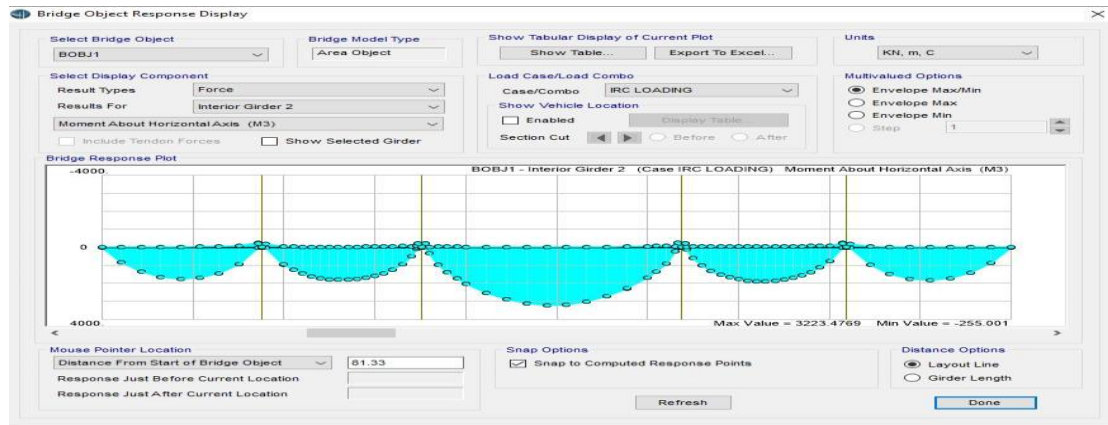 Bridge Object Response Display
Select Bridge Object
BOBJ1
Bridge Model Type
Area Object
Show Tabular Display of Current Plot
Show Table...
Export To Excel...
Units
KN, m, C
Select Display Component
Result Types
Force
Results For
Interior Girder 2
Moment About Horizontal Axis (M3)
Include Tendon Forces
Show Selected Girder
Load Case/Load Combo
Case/Combo
IRC LOADING
Show Vehicle Location
Enabled
Display Table...
Section Cut
Before
After
Multivalued Options
Envelope Max/Min
Envelope Max
Envelope Min
Step
1
Bridge Response Plot
-4000.
BOBJ1 - Interior Girder 2 (Case IRC LOADING) Moment About Horizontal Axis (M3)
0
4000.
Max Value = 3223.4769 Min Value = -255.001
Mouse Pointer Location
Distance From Start of Bridge Object
81.33
Response Just Before Current Location
Response Just After Current Location
Snap Options
Snap to Computed Response Points
Distance Options
Layout Line
Girder Length
Refresh
Done